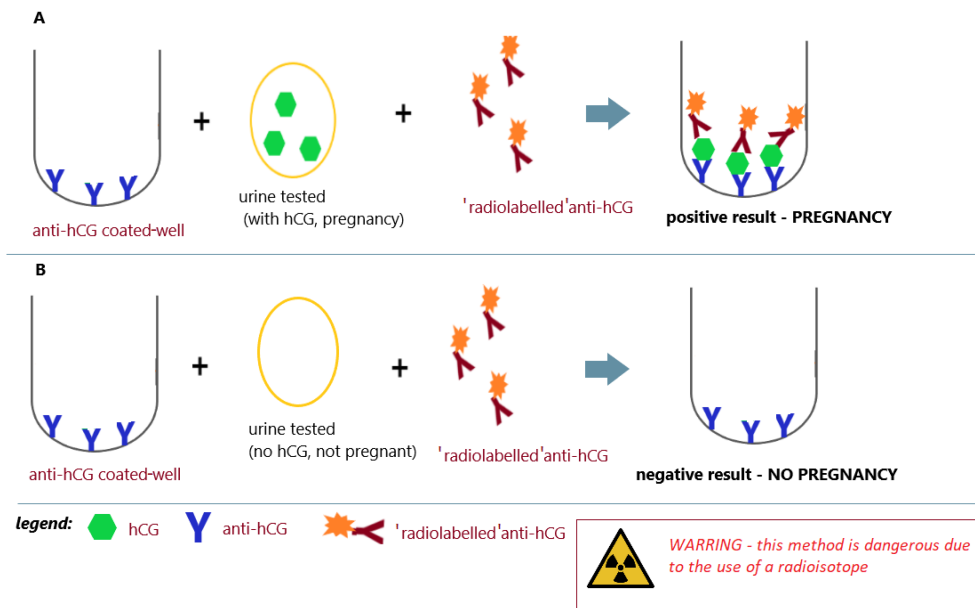 A
+
+
urine tested
(with hCG, pregnancy)
'radiolabelled'anti-hCG
positive result - PREGNANCY
anti-hCG coated-well
B
+
+
urine tested
(no hCG, not pregnant)
'radiolabelled'anti-hCG
negative result - NO PREGNANCY
anti-hCG coated-well
legend: hCG anti-hCG 'radiolabelled'anti-hCG
WARRING - this method is dangerous due
to the use of a radioisotope